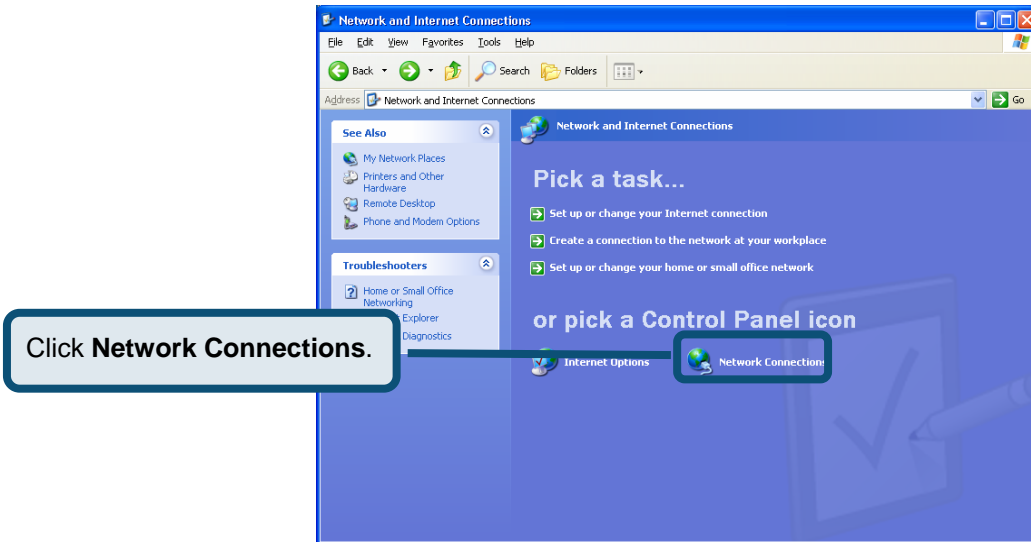 Network and Internet Connections
File Edit View Favorites Tools Help
Back Search Folders
Address Network and Internet Connections Go
See Also
My Network Places
Printers and Other
Hardware
Remote Desktop
Phone and Modem Options
Troubleshooters
Home or Small Office
Networking
Explorer
Diagnostics
Network and Internet Connections
Pick a task...
Set up or change your Internet connection
Create a connection to the network at your workplace
Set up or change your home or small office network
or pick a Control Panel icon
Internet Options Network Connections
Click Network Connections.